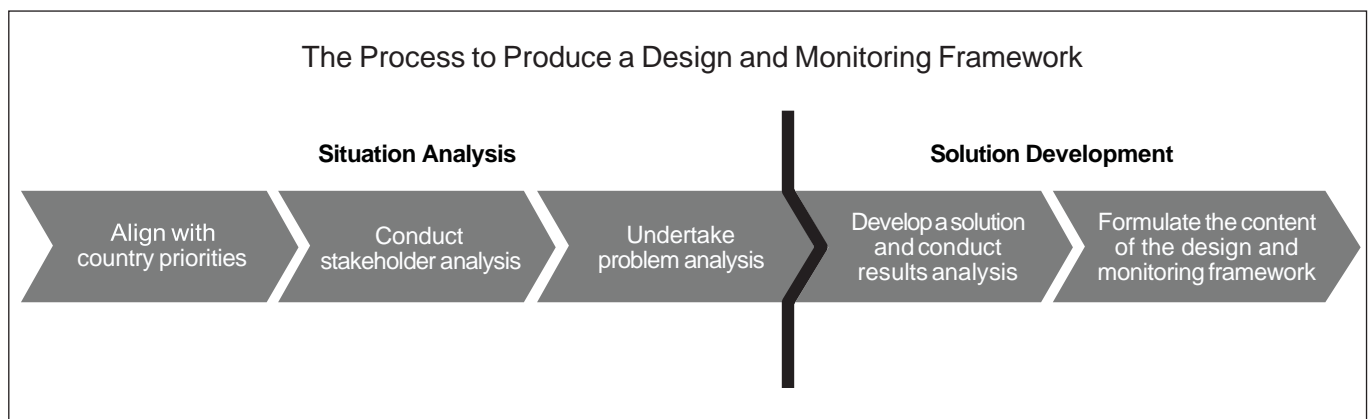 The Process to Produce a Design and Monitoring Framework
Situation Analysis
Solution Development
Align with
country priorities
Conduct
stakeholder analysis
Undertake
problem analysis
Develop a solution
and conduct
results analysis
Formulate the content
of the design and
monitoring framework